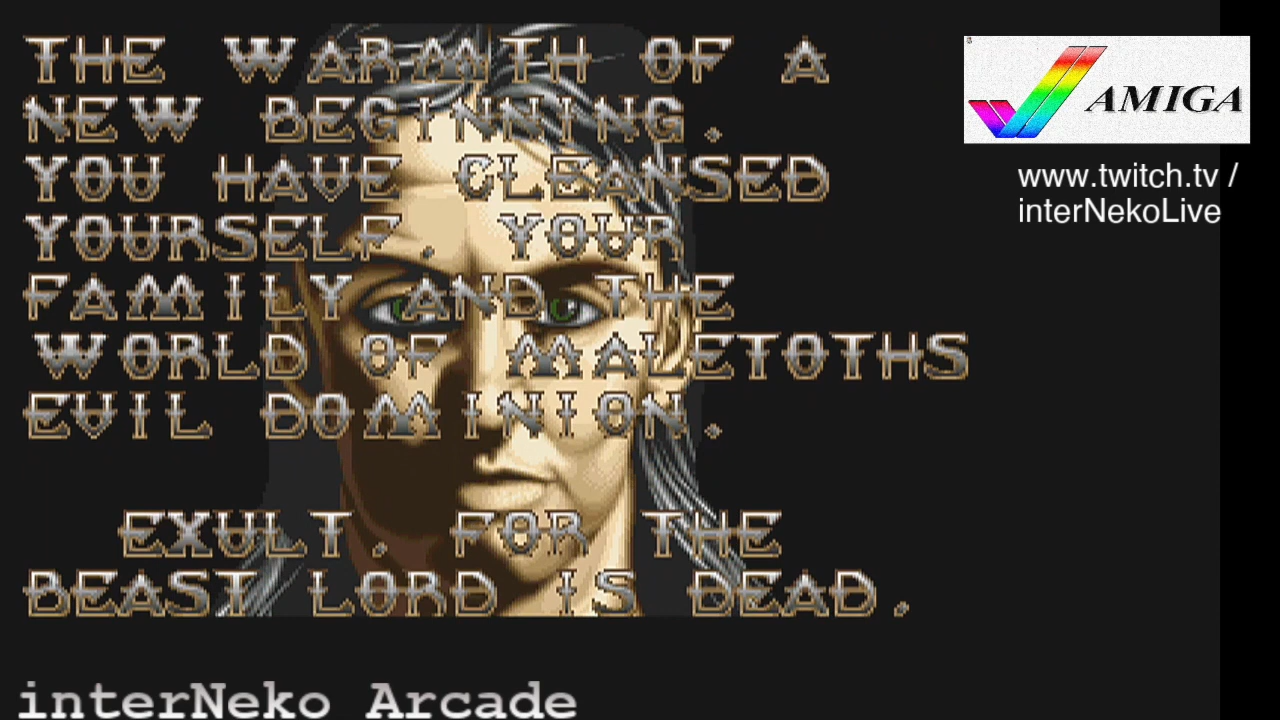 THE WARMTH OF A
NEW BEGINNING.
YOU HAVE CLEANSED
YOURSELF, YOUR
FAMILY AND THE
WORLD OF MALETOTHS
EVIL DOMINION.
EXULT, FOR THE
BEAST LORD IS DEAD.
AMIGA
www.twitch.tv /
interNekoLive
interNeko Arcade